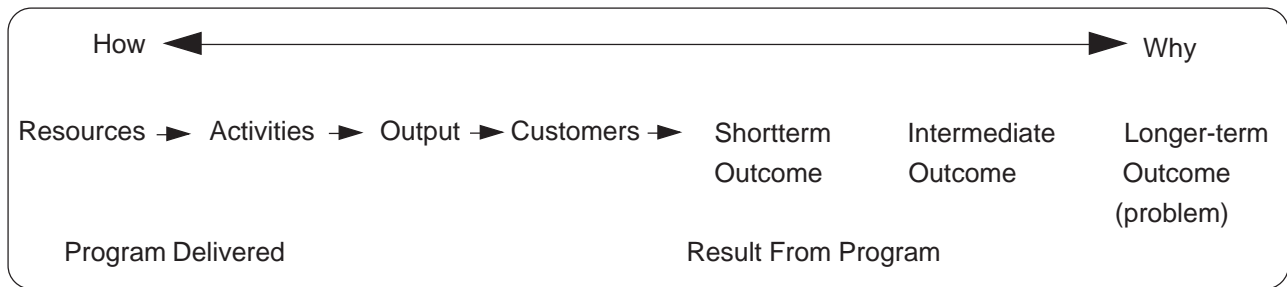 How Why
Resources Activities Output Customers Shortterm Intermediate Longer-term
Outcome Outcome Outcome
(problem)
Program Delivered Result From Program